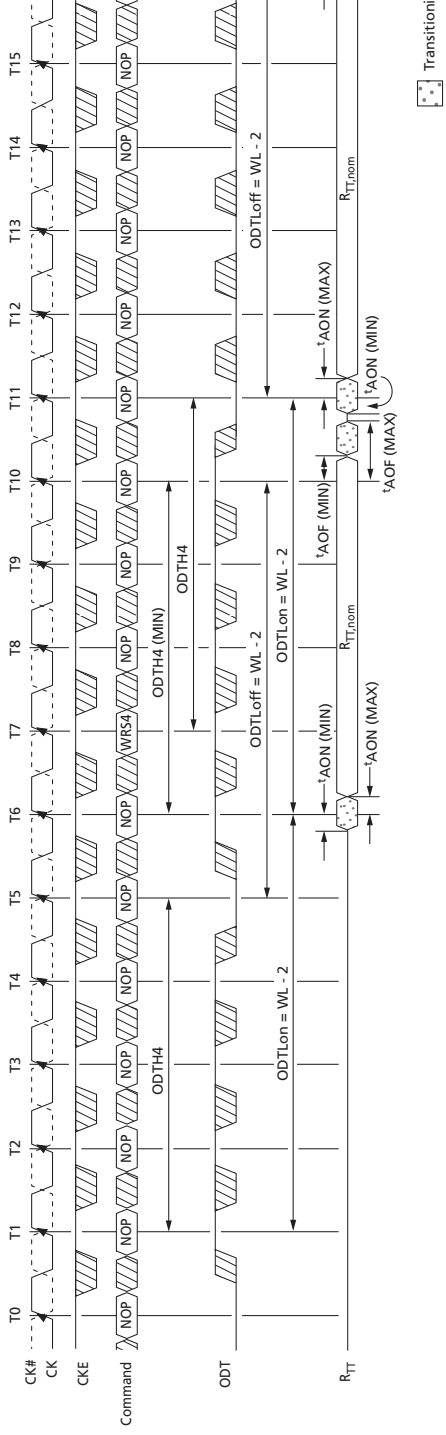 T0 T1 T2 T3 T4 T5 T6 T7 T8 T9 T10 T11 T12 T13 T14 T15
CK#
CK
CKE
Command NOP NOP NOP NOP NOP NOP NOP WRS4 NOP NOP NOP NOP NOP NOP NOP NOP
ODTH4 ODTH4 (MIN)
ODTH4
ODT
ODTLoff = WL - 2 ODTLoff = WL - 2
ODTLon = WL - 2 ODTLon = WL - 2
tAON (MIN) tAOF (MIN) tAON (MAX)
RTT RTT,nom RTT,nom
tAON (MAX) tAOF (MAX) tAON (MIN)
Transitioni